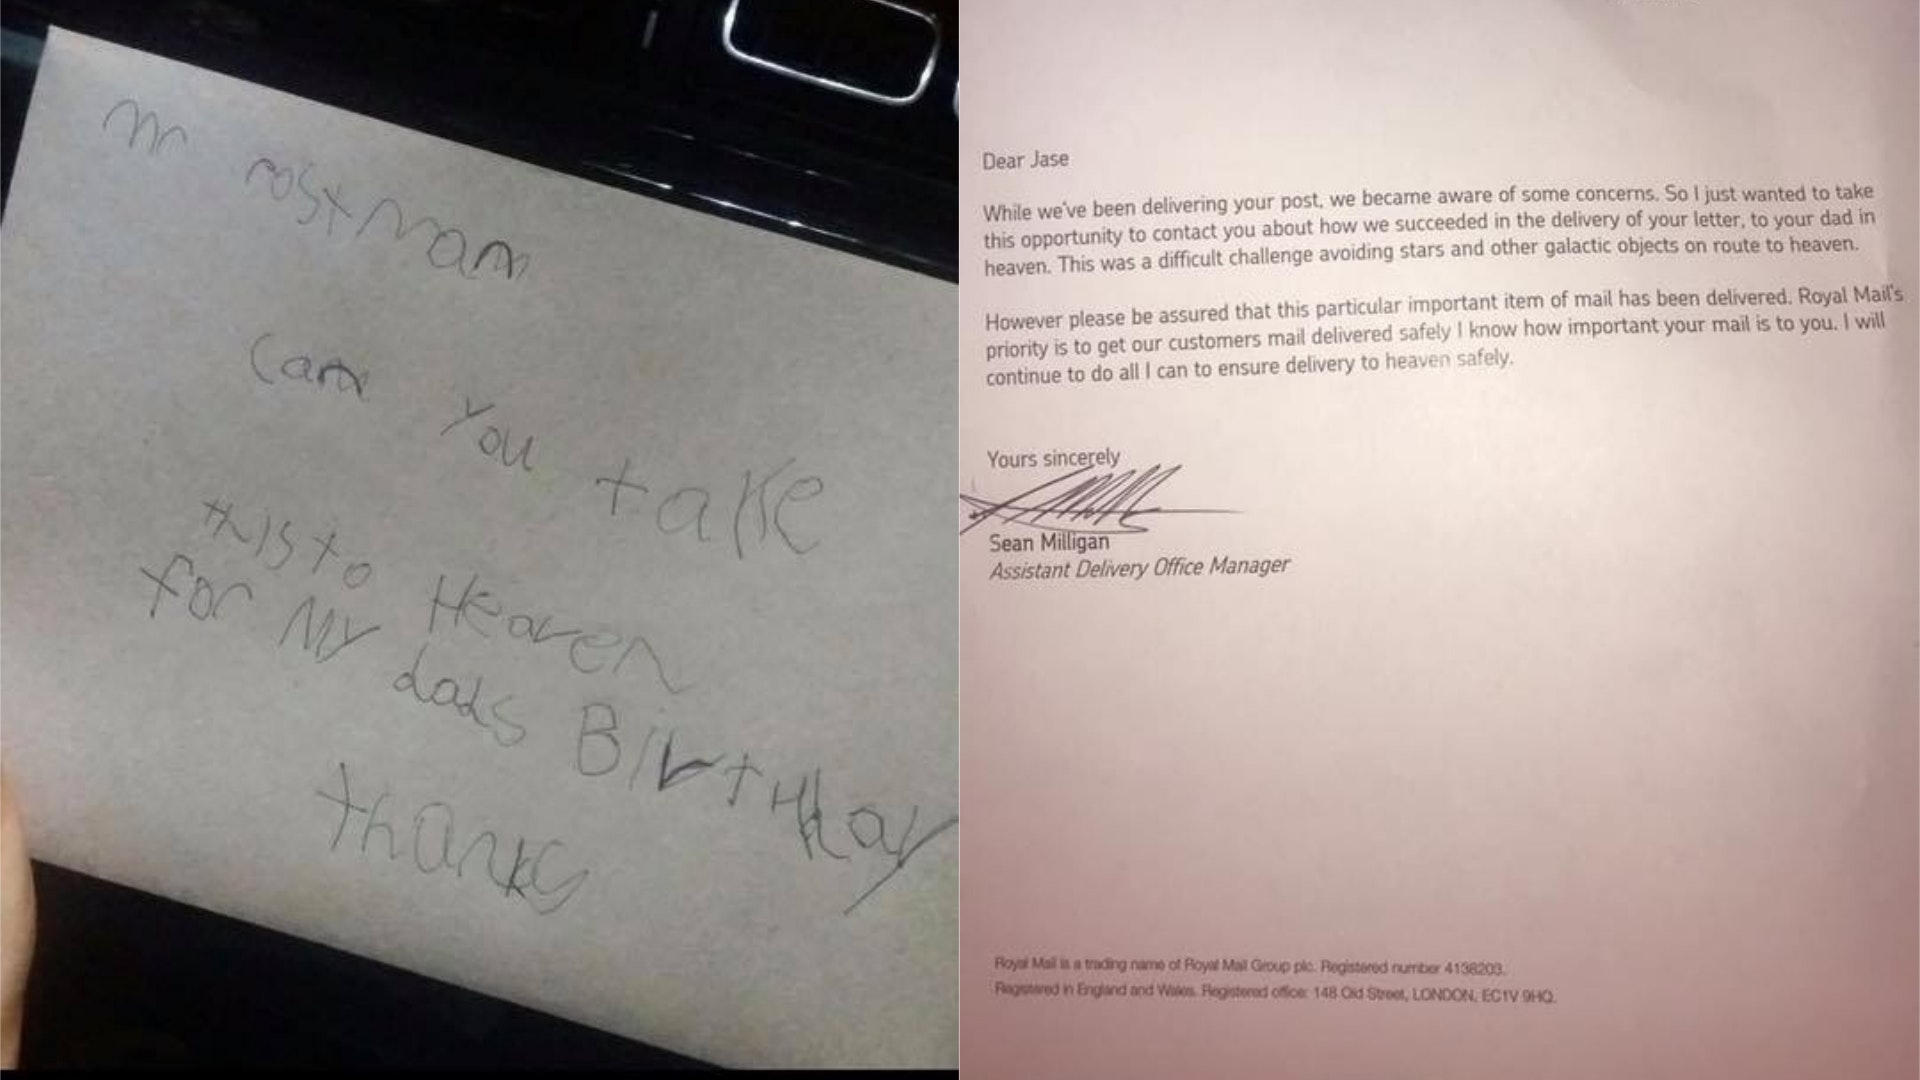 Mr Postman
Can you take
this to Heaven
for My dads Birthday
thanks
Dear Jase
While we've been delivering your post, we became aware of some concerns. So I just wanted to take
this opportunity to contact you about how we succeeded in the delivery of your letter, to your dad in
heaven. This was a difficult challenge avoiding stars and other galactic objects on route to heaven.
However please be assured that this particular important item of mail has been delivered. Royal Mail's
priority is to get our customers mail delivered safely I know how important your mail is to you. I will
continue to do all I can to ensure delivery to heaven safely.
Yours sincerely
Sean Milligan
Assistant Delivery Office Manager
Royal Mail is a trading name of Royal Mail Group plc. Registered number 4138203.
Registered in England and Wales. Registered office: 148 Old Street, LONDON, EC1V 9HQ.